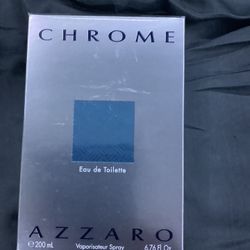 CHROME
Eau de Toilette
AZZARO
℮ 200 mL Vaporisateur Spray 6.76 Fl. Oz